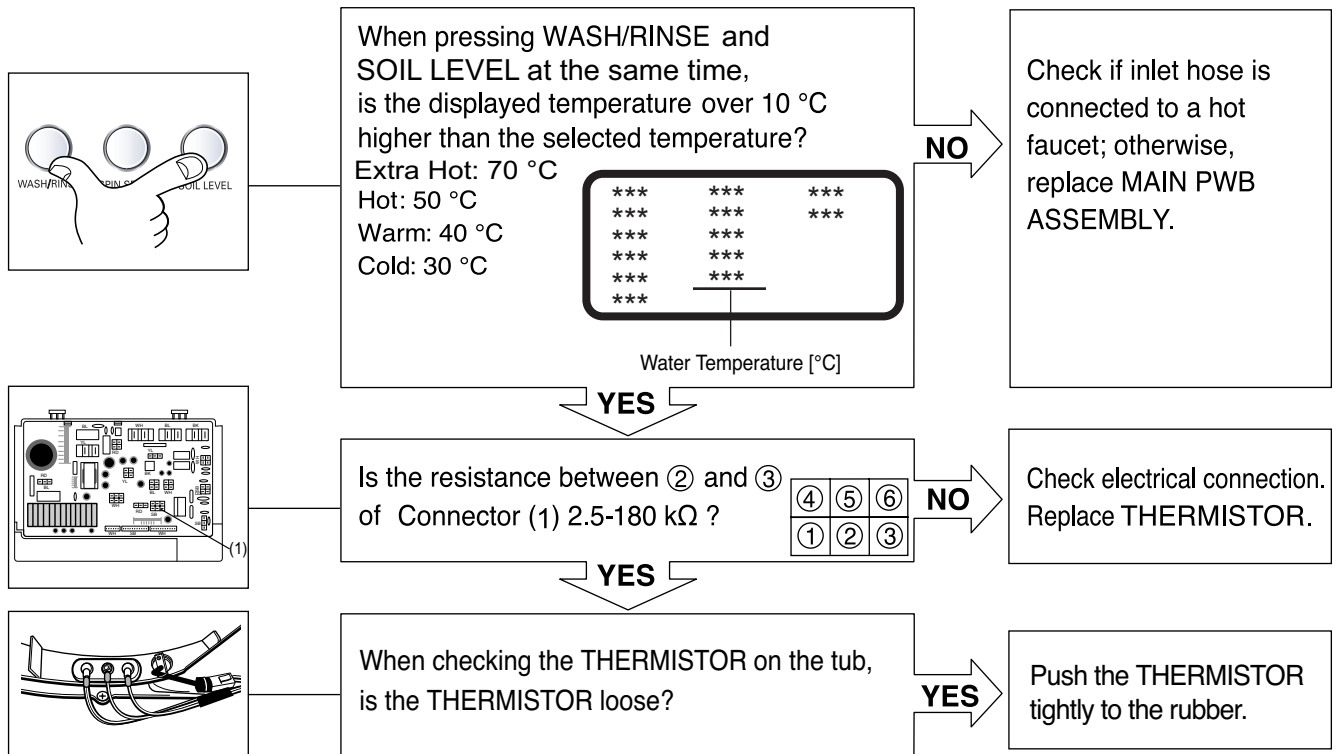 When pressing WASH/RINSE and
SOIL LEVEL at the same time,
is the displayed temperature over 10 °C
higher than the selected temperature?
Extra Hot: 70 °C
Hot: 50 °C
Warm: 40 °C
Cold: 30 °C
*** *** ***
*** *** ***
*** ***
*** ***
*** ***
***
Water Temperature [°C]
WASH/RIN
SPIN S
SOIL LEVEL
NO
Check if inlet hose is
connected to a hot
faucet; otherwise,
replace MAIN PWB
ASSEMBLY.
YES
(1)
Is the resistance between ② and ③
of Connector (1) 2.5-180 kΩ ?
④ ⑤ ⑥
① ② ③
NO
Check electrical connection.
Replace THERMISTOR.
YES
When checking the THERMISTOR on the tub,
is the THERMISTOR loose?
YES
Push the THERMISTOR
tightly to the rubber.